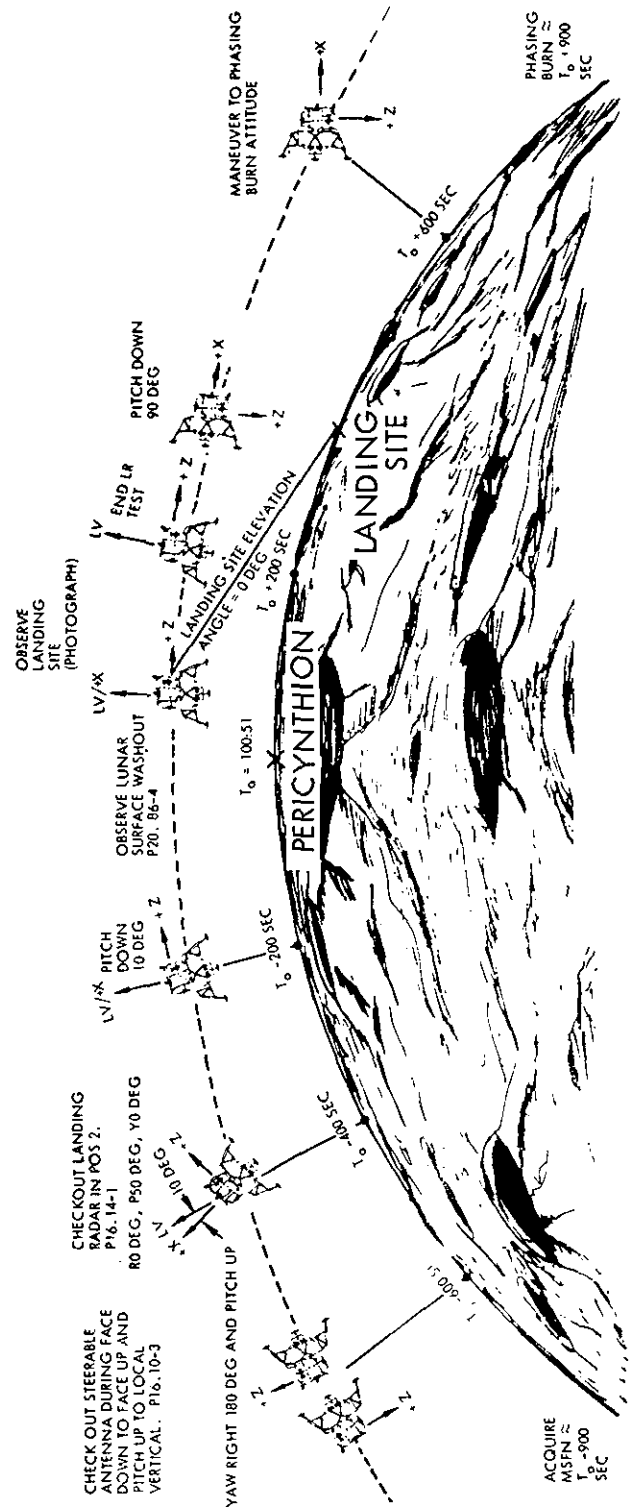 CHECK OUT STEERABLE
ANTENNA DURING FACE
DOWN TO FACE UP AND
PITCH UP TO LOCAL
VERTICAL. P16.10-3
YAW RIGHT 180 DEG AND PITCH UP
+Z
+Z
CHECKOUT LANDING
RADAR IN POS 2.
P16.14-1
R0 DEG, P50 DEG, Y0 DEG
+X LV
10 DEG
+Z
LV/+X
PITCH
DOWN
10 DEG
+Z
OBSERVE LUNAR
SURFACE WASHOUT
P20. 86-4
LV/+X
+Z
OBSERVE
LANDING
SITE
(PHOTOGRAPH)
LV
END LR
TEST
+Z
PITCH DOWN
90 DEG
+X
+Z
MANEUVER TO PHASING
BURN ATTITUDE
+X
+Z
LANDING SITE ELEVATION
ANGLE = 0 DEG
ACQUIRE
MSFN ≈
T₀ -900
SEC
-600
T₀ -400 SEC
T₀ -200 SEC
T₀ = 100:51
PERICYNTHION
T₀ +200 SEC
LANDING
SITE
T₀ +600 SEC
PHASING
BURN ≈
T₀ +900
SEC